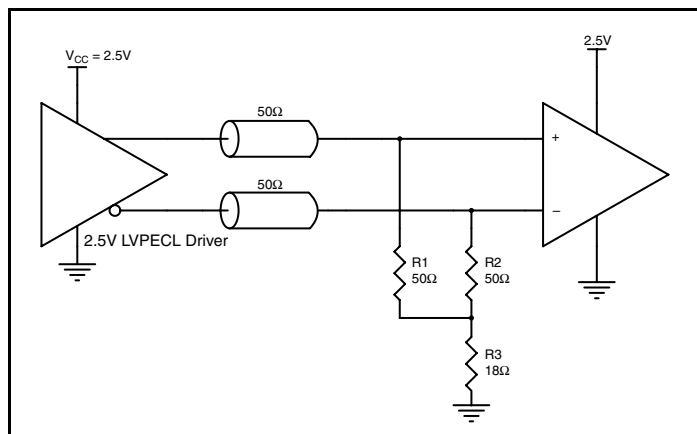 V_CC = 2.5V
2.5V
50Ω
50Ω
+
−
2.5V LVPECL Driver
R1
50Ω
R2
50Ω
R3
18Ω